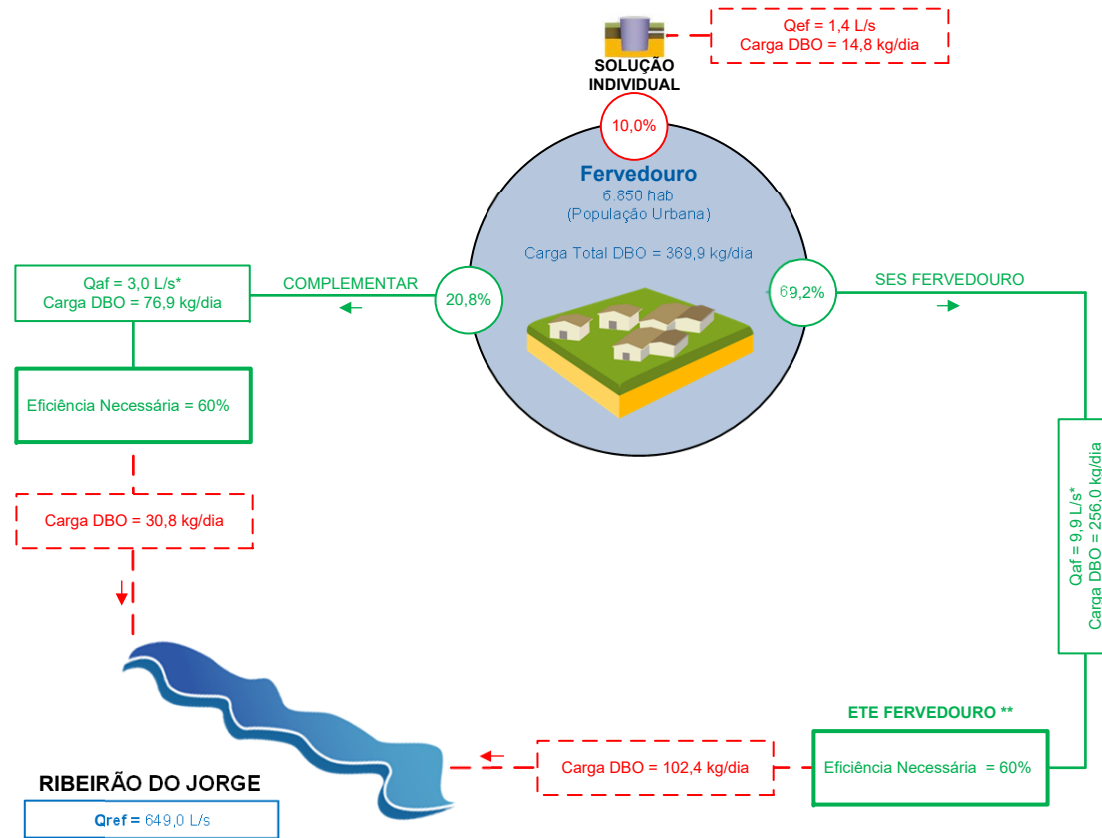 Qef = 1,4 L/s
Carga DBO = 14,8 kg/dia
SOLUÇÃO
INDIVIDUAL
10,0%
Fervedouro
6.850 hab
(População Urbana)
Carga Total DBO = 369,9 kg/dia
Qaf = 3,0 L/s*
Carga DBO = 76,9 kg/dia
COMPLEMENTAR
20,8%
69,2%
SES FERVEDOURO
Eficiência Necessária = 60%
Carga DBO = 30,8 kg/dia
Qaf = 9,9 L/s*
Carga DBO = 256,0 kg/dia
ETE FERVEDOURO **
Eficiência Necessária = 60%
Carga DBO = 102,4 kg/dia
RIBEIRÃO DO JORGE
Qref = 649,0 L/s